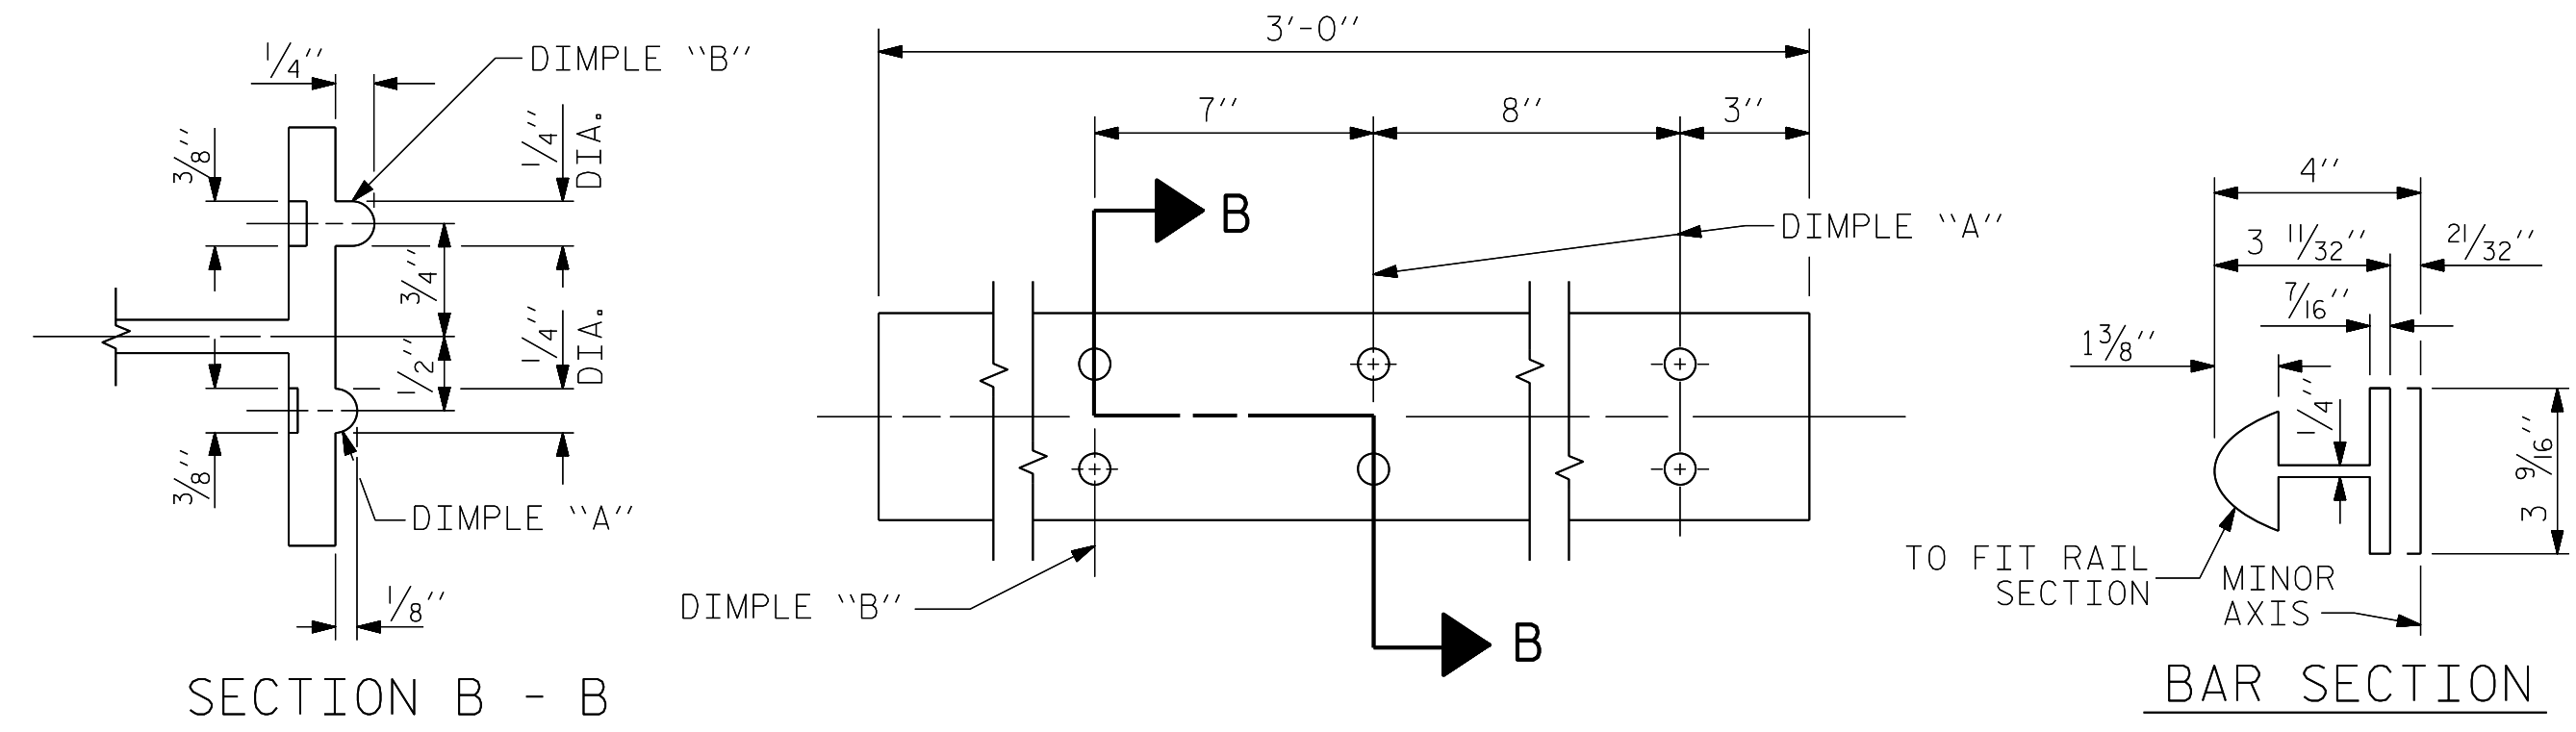 1/4''
DIMPLE "B"
3/8''
1/4''
DIA.
3/4''
1/2''
1/4''
DIA.
3/8''
DIMPLE "A"
1/8''
SECTION B - B
3'-0''
7''
8''
3''
B
DIMPLE "A"
DIMPLE "B"
B
4''
3 11/32''
21/32''
7/16''
1 3/8''
1/4''
3 9/16''
TO FIT RAIL
SECTION
MINOR
AXIS
BAR SECTION